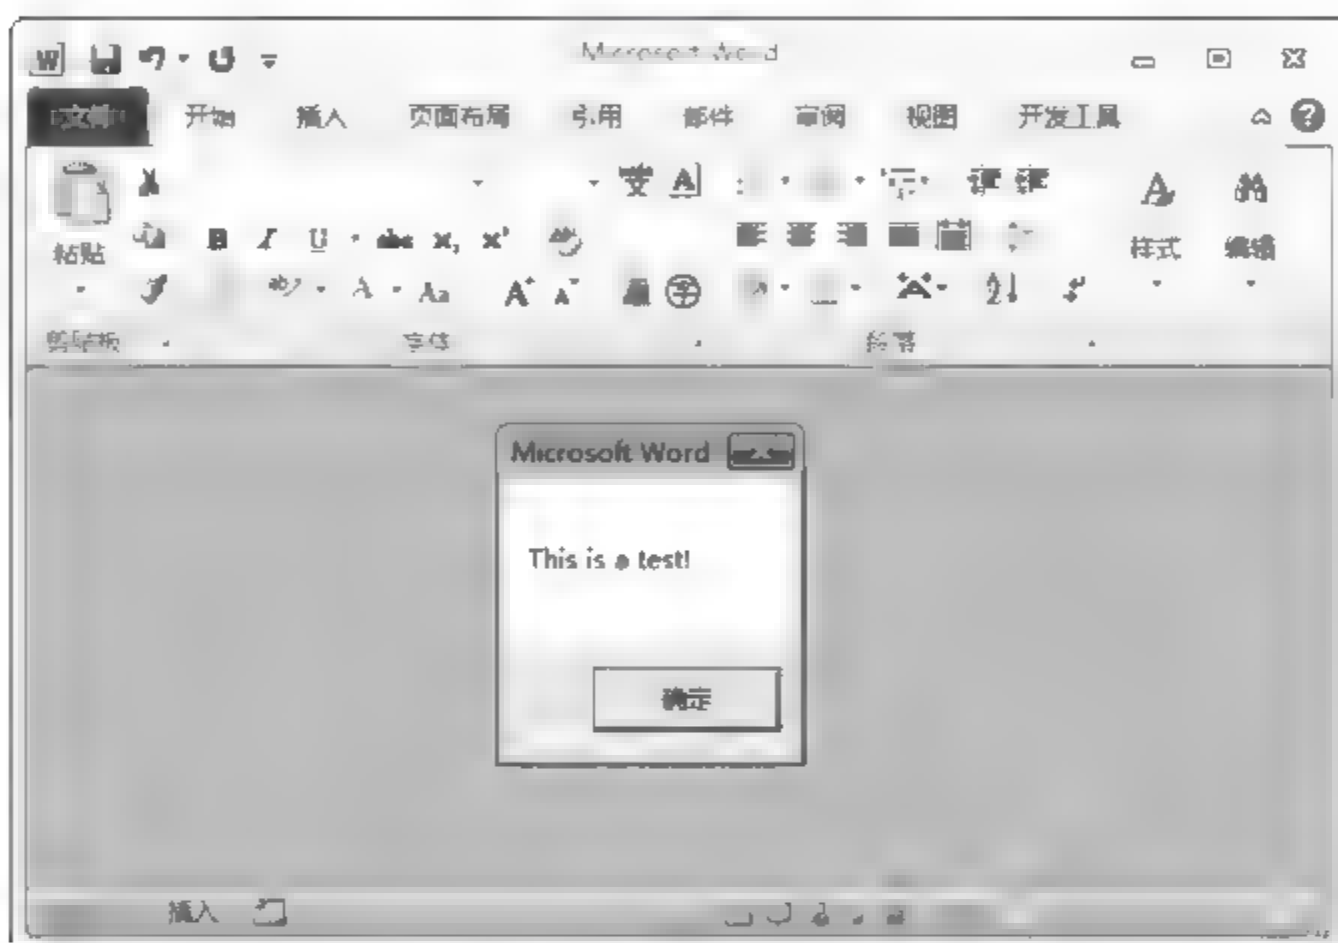 Microsoft Word
文件 开始 插入 页面布局 引用 邮件 审阅 视图 开发工具
粘贴 样式 编辑
剪贴板 字体 段落
Microsoft Word
This is a test!
确定
插入